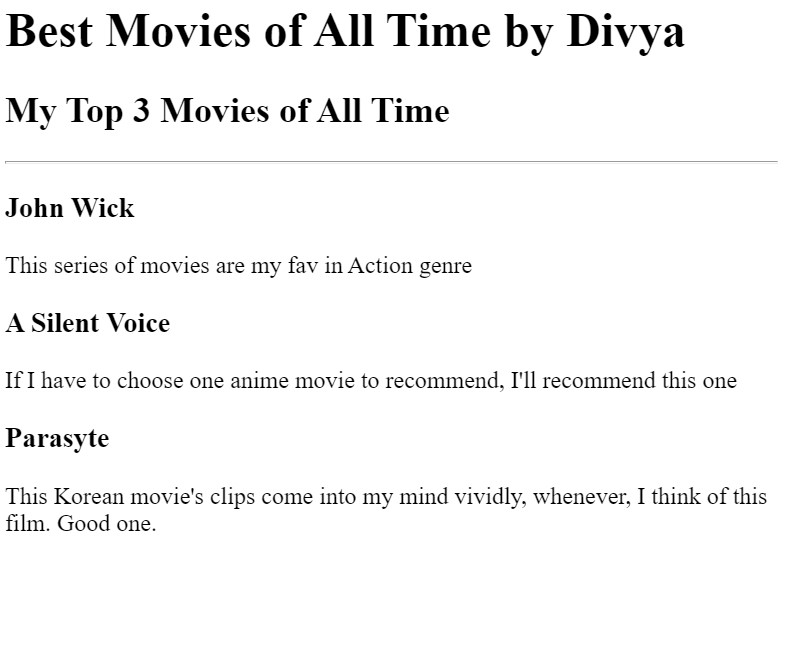 Best Movies of All Time by Divya
My Top 3 Movies of All Time
John Wick
This series of movies are my fav in Action genre
A Silent Voice
If I have to choose one anime movie to recommend, I'll recommend this one
Parasyte
This Korean movie's clips come into my mind vividly, whenever, I think of this
film. Good one.